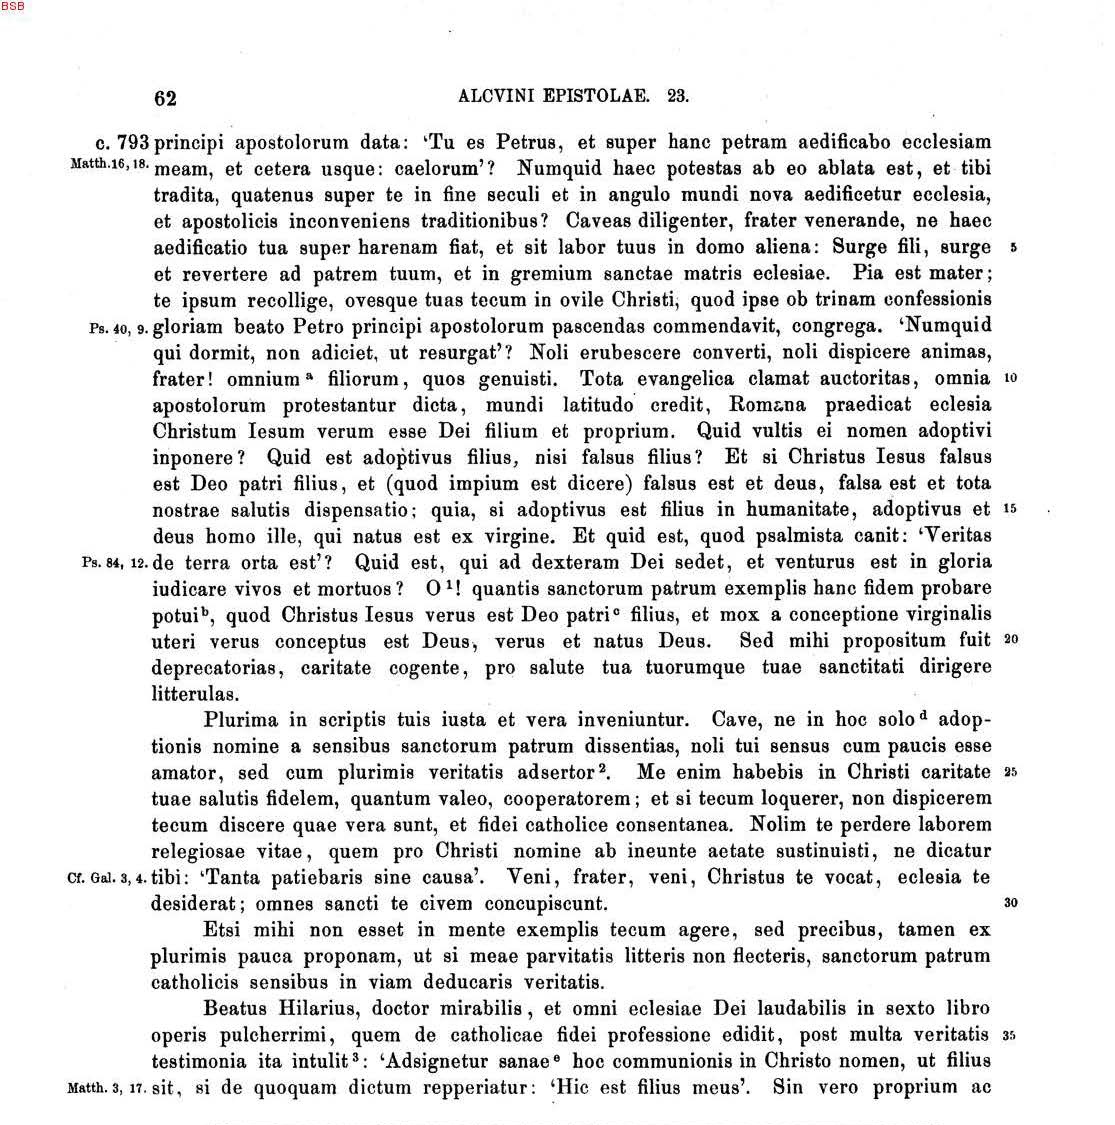 BSB
62 ALCVINI EPISTOLAE. 23.
c. 793 principi apostolorum data: ‘Tu es Petrus, et super hanc petram aedificabo ecclesiam
Matth.16,18. meam, et cetera usque: caelorum’? Numquid haec potestas ab eo ablata est, et tibi
tradita, quatenus super te in fine seculi et in angulo mundi nova aedificetur ecclesia,
et apostolicis inconveniens traditionibus? Caveas diligenter, frater venerande, ne haec
aedificatio tua super harenam fiat, et sit labor tuus in domo aliena: Surge fili, surge 5
et revertere ad patrem tuum, et in gremium sanctae matris eclesiae. Pia est mater;
te ipsum recollige, ovesque tuas tecum in ovile Christi, quod ipse ob trinam confessionis
Ps. 40, 9. gloriam beato Petro principi apostolorum pascendas commendavit, congrega. ‘Numquid
qui dormit, non adiciet, ut resurgat’? Noli erubescere converti, noli dispicere animas,
frater! omnium a filiorum, quos genuisti. Tota evangelica clamat auctoritas, omnia 10
apostolorum protestantur dicta, mundi latitudo credit, Romana praedicat eclesia
Christum Iesum verum esse Dei filium et proprium. Quid vultis ei nomen adoptivi
inponere? Quid est adoptivus filius, nisi falsus filius? Et si Christus Iesus falsus
est Deo patri filius, et (quod impium est dicere) falsus est et deus, falsa est et tota
nostrae salutis dispensatio; quia, si adoptivus est filius in humanitate, adoptivus et 15
deus homo ille, qui natus est ex virgine. Et quid est, quod psalmista canit: ‘Veritas
Ps. 84, 12. de terra orta est’? Quid est, qui ad dexteram Dei sedet, et venturus est in gloria
iudicare vivos et mortuos? O 1! quantis sanctorum patrum exemplis hanc fidem probare
potui b, quod Christus Iesus verus est Deo patri c filius, et mox a conceptione virginalis
uteri verus conceptus est Deus, verus et natus Deus. Sed mihi propositum fuit 20
deprecatorias, caritate cogente, pro salute tua tuorumque tuae sanctitati dirigere
litterulas.
Plurima in scriptis tuis iusta et vera inveniuntur. Cave, ne in hoc solo d adop-
tionis nomine a sensibus sanctorum patrum dissentias, noli tui sensus cum paucis esse
amator, sed cum plurimis veritatis adsertor 2. Me enim habebis in Christi caritate 25
tuae salutis fidelem, quantum valeo, cooperatorem; et si tecum loquerer, non dispicerem
tecum discere quae vera sunt, et fidei catholice consentanea. Nolim te perdere laborem
relegiosae vitae, quem pro Christi nomine ab ineunte aetate sustinuisti, ne dicatur
Cf. Gal. 3, 4. tibi: ‘Tanta patiebaris sine causa’. Veni, frater, veni, Christus te vocat, eclesia te
desiderat; omnes sancti te civem concupiscunt. 30
Etsi mihi non esset in mente exemplis tecum agere, sed precibus, tamen ex
plurimis pauca proponam, ut si meae parvitatis litteris non flecteris, sanctorum patrum
catholicis sensibus in viam deducaris veritatis.
Beatus Hilarius, doctor mirabilis, et omni eclesiae Dei laudabilis in sexto libro
operis pulcherrimi, quem de catholicae fidei professione edidit, post multa veritatis 35
testimonia ita intulit 3: ‘Adsignetur sanae e hoc communionis in Christo nomen, ut filius
Matth. 3, 17. sit, si de quoquam dictum repperiatur: ‘Hic est filius meus’. Sin vero proprium ac